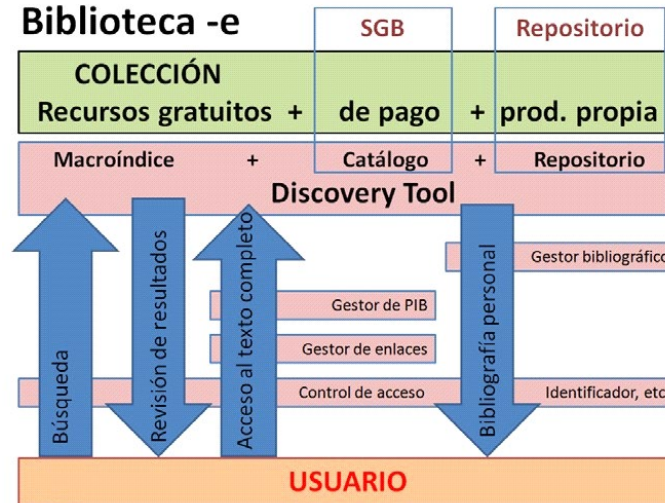 Biblioteca -e
SGB
Repositorio
COLECCIÓN
Recursos gratuitos + de pago + prod. propia
Macroíndice + Catálogo + Repositorio
Discovery Tool
Gestor bibliográfico
Gestor de PIB
Gestor de enlaces
Control de acceso
Identificador, etc
Búsqueda
Revisión de resultados
Acceso al texto completo
Bibliografía personal
USUARIO